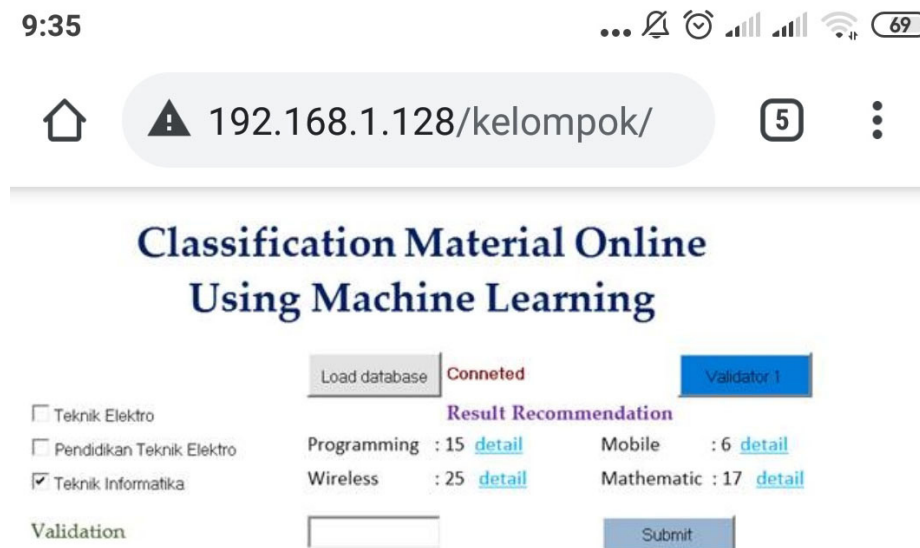 9:35
... 69
192.168.1.128/kelompok/ 5
Classification Material Online
Using Machine Learning
Load database Conneted Validator 1
Teknik Elektro Result Recommendation
Pendidikan Teknik Elektro Programming : 15 detail Mobile : 6 detail
Teknik Informatika Wireless : 25 detail Mathematic : 17 detail
Validation Submit